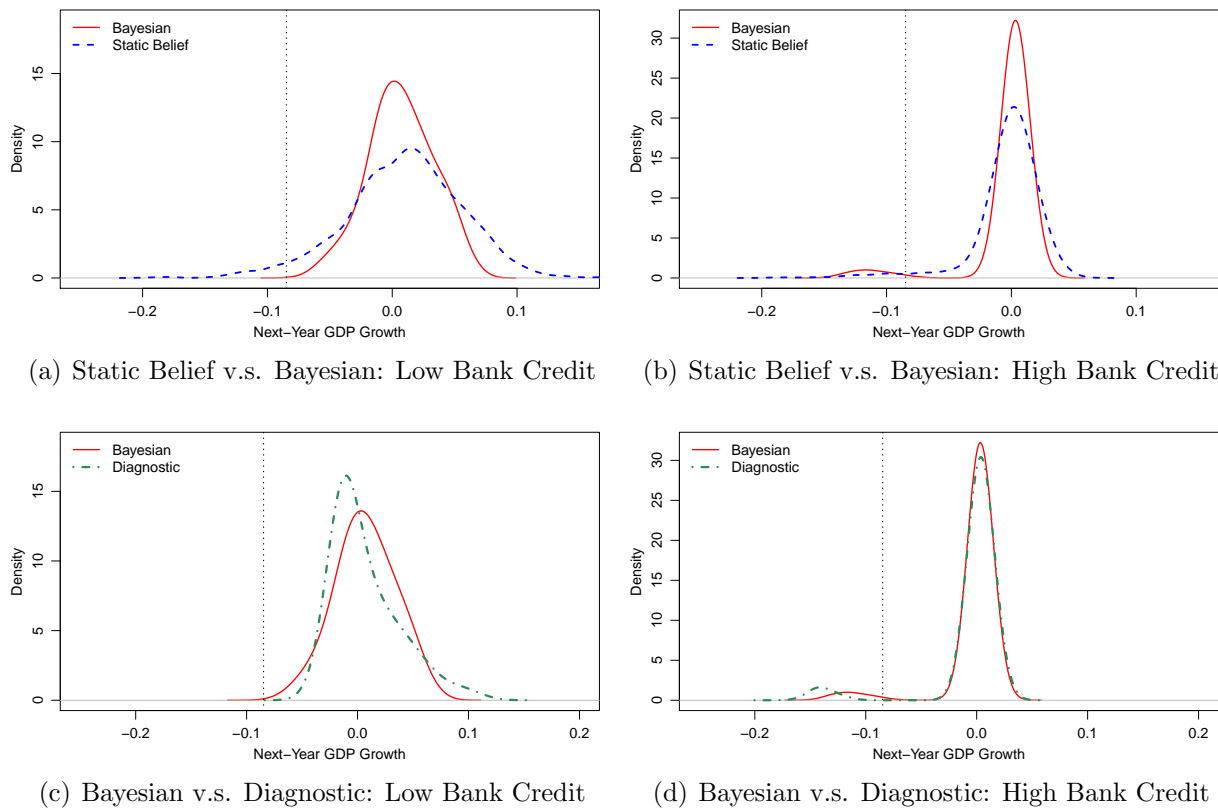 Bayesian
Static Belief
Density
0
5
10
15
-0.2
-0.1
0.0
0.1
Next-Year GDP Growth
(a) Static Belief v.s. Bayesian: Low Bank Credit
Bayesian
Static Belief
Density
0
5
10
15
20
25
30
-0.2
-0.1
0.0
0.1
Next-Year GDP Growth
(b) Static Belief v.s. Bayesian: High Bank Credit
Bayesian
Diagnostic
Density
0
5
10
15
-0.2
-0.1
0.0
0.1
0.2
Next-Year GDP Growth
(c) Bayesian v.s. Diagnostic: Low Bank Credit
Bayesian
Diagnostic
Density
0
5
10
15
20
25
30
-0.2
-0.1
0.0
0.1
0.2
Next-Year GDP Growth
(d) Bayesian v.s. Diagnostic: High Bank Credit